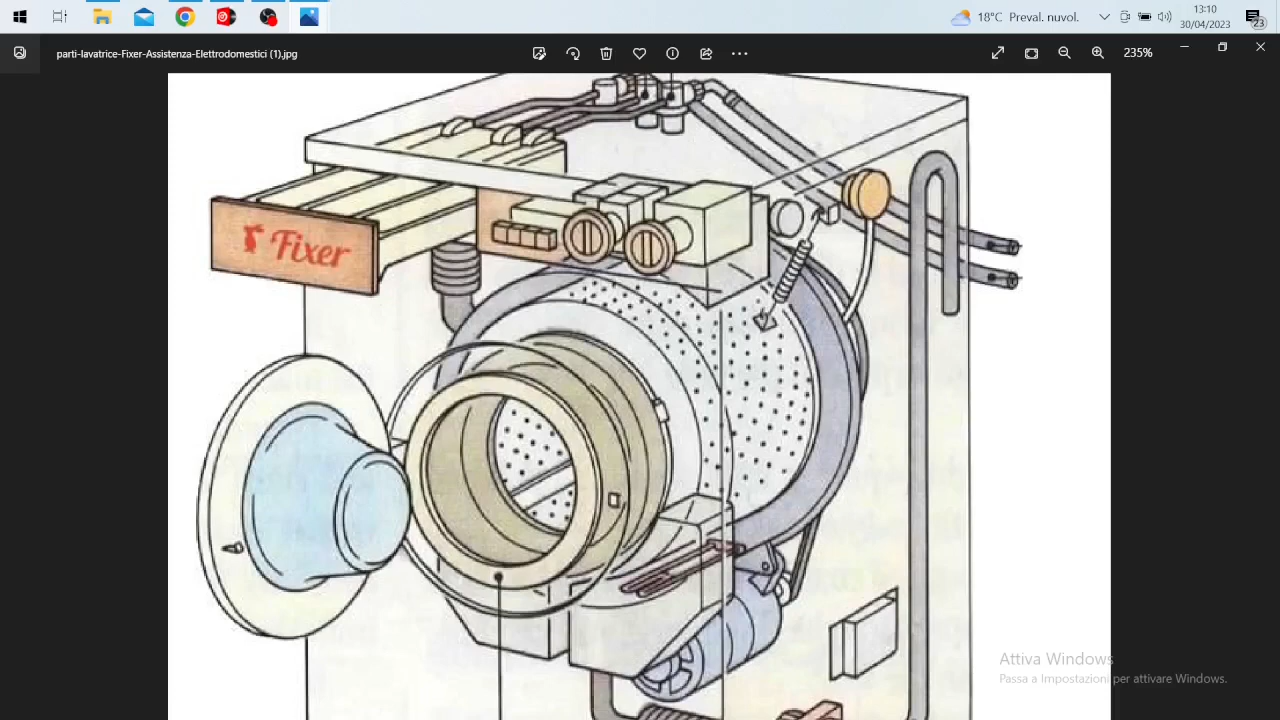 18°C Preval. nuvol.
13:10
30/04/2023
23
parti-lavatrice-Fixer-Assistenza-Elettrodomestici (1).jpg
235%
Fixer
Attiva Windows
Passa a Impostazioni per attivare Windows.